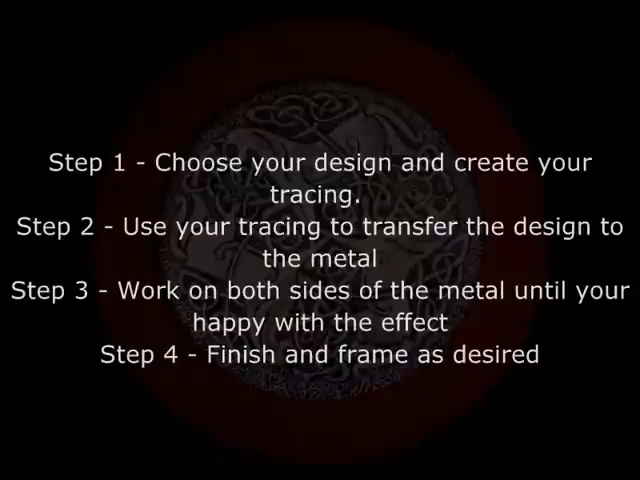 Step 1 - Choose your design and create your
tracing.
Step 2 - Use your tracing to transfer the design to
the metal
Step 3 - Work on both sides of the metal until your
happy with the effect
Step 4 - Finish and frame as desired